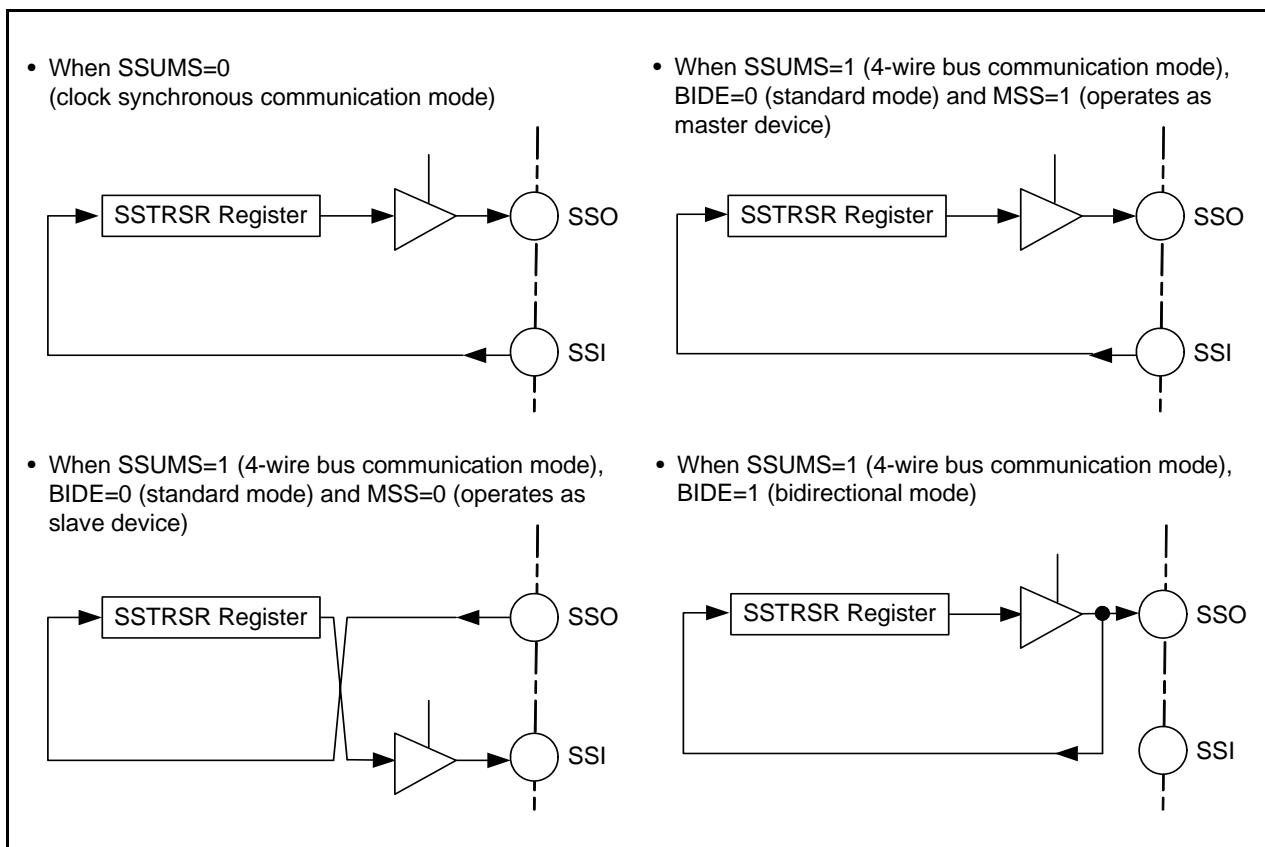 • When SSUMS=0
(clock synchronous communication mode)
SSTRSR Register
SSO
SSI
• When SSUMS=1 (4-wire bus communication mode),
BIDE=0 (standard mode) and MSS=1 (operates as
master device)
SSTRSR Register
SSO
SSI
• When SSUMS=1 (4-wire bus communication mode),
BIDE=0 (standard mode) and MSS=0 (operates as
slave device)
SSTRSR Register
SSO
SSI
• When SSUMS=1 (4-wire bus communication mode),
BIDE=1 (bidirectional mode)
SSTRSR Register
SSO
SSI